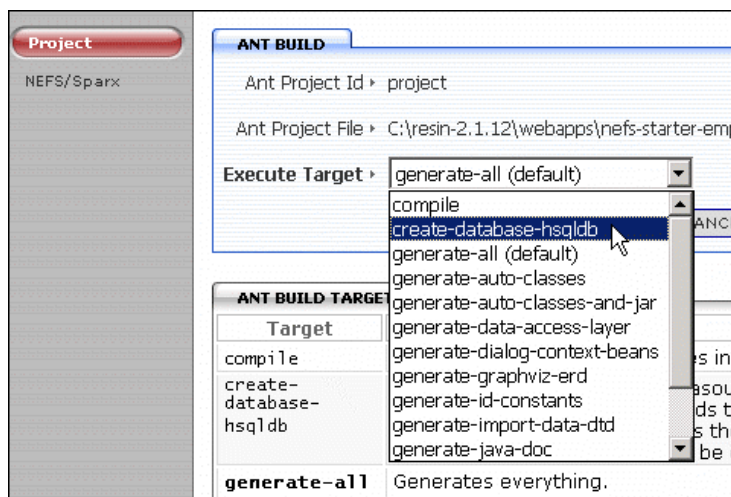 Project
NEFS/Sparx
ANT BUILD
Ant Project Id project
Ant Project File C:\resin-2.1.12\webapps\nefs-starter-emp
Execute Target generate-all (default)
compile
create-database-hsqldb
generate-all (default)
generate-auto-classes
generate-auto-classes-and-jar
generate-data-access-layer
generate-dialog-context-beans
generate-graphviz-erd
generate-id-constants
generate-import-data-dtd
generate-java-doc
ANT BUILD TARGET
Target
compile
create-
database-
hsqldb
generate-all Generates everything.